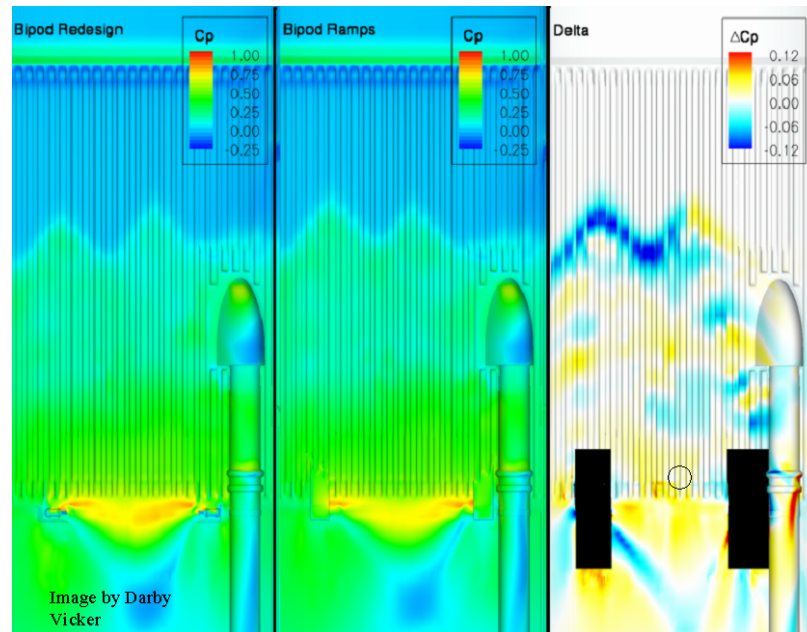 Bipod Redesign
Cp
1.00
0.75
0.50
0.25
0.00
-0.25
Bipod Ramps
Cp
1.00
0.75
0.50
0.25
0.00
-0.25
Delta
ΔCp
0.12
0.06
0.00
-0.06
-0.12
Image by Darby
Vicker